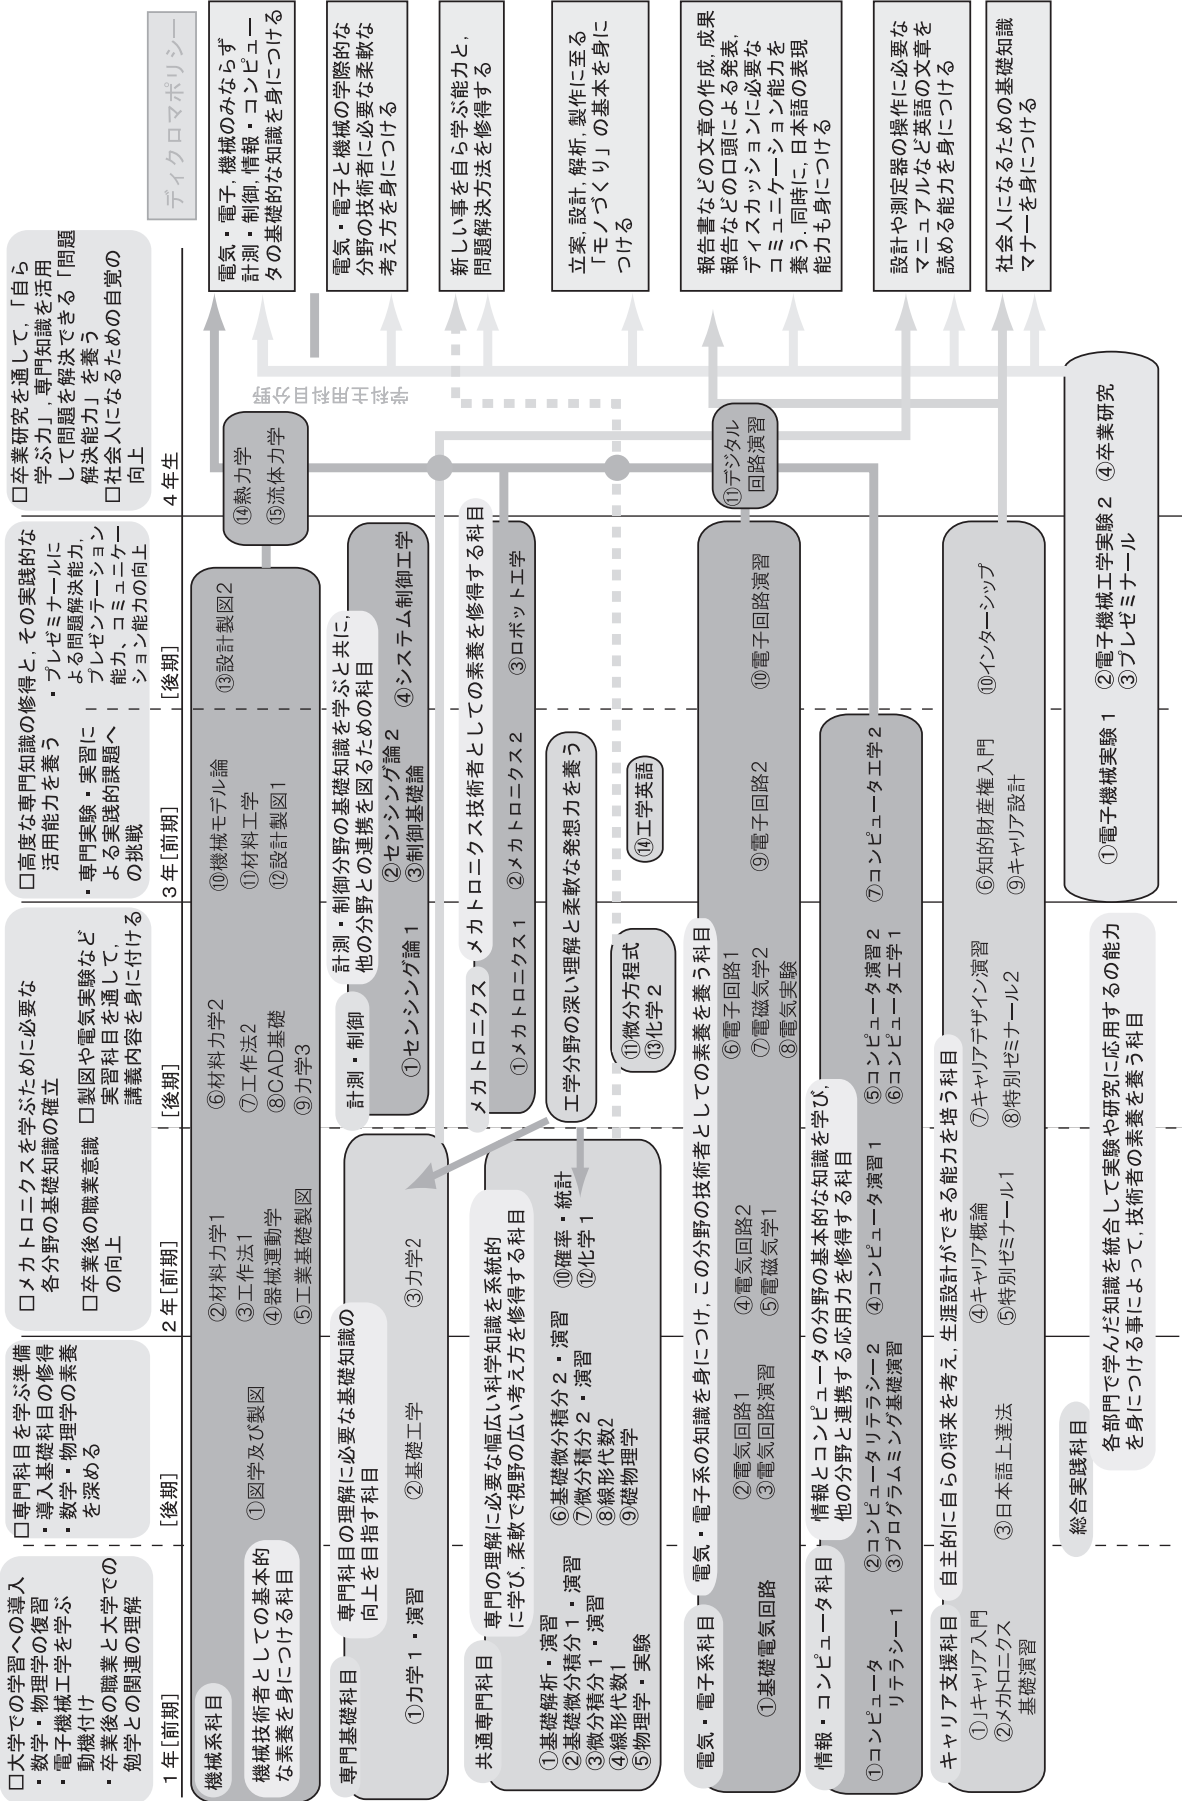 □大学での学習への導入
・数学・物理学の復習
・電子機械工学を学ぶ
動機付け
・卒業後の職業と大学での
勉学との関連の理解
□専門科目を学ぶ準備
・導入基礎科目の修得
・数学・物理学の素養
を深める
□メカトロニクスを学ぶために必要な
各分野の基礎知識の確立
□卒業後の職業意識
の向上
□製図や電気実験など
実習科目を通して,
講義内容を身に付ける
□高度な専門知識の修得と, その実践的な
活用能力を養う
・専門実験・実習に
よる実践的課題へ
の挑戦
・プレゼミナールに
よる問題解決能力,
プレゼンテーション
能力、コミュニケー
ション能力の向上
□卒業研究を通して, 「自ら
学ぶ力」, 専門知識を活用
して問題を解決できる「問題
解決能力」を養う
□社会人になるための自覚の
向上
ディクロマポリシー
1年[前期]
[後期]
2年[前期]
[後期]
3年[前期]
[後期]
4年生
機械系科目
機械技術者としての基本的
な素養を身につける科目
①図学及び製図
②材料力学1
③工作法1
④器械運動学
⑤工業基礎製図
⑥材料力学2
⑦工作法2
⑧CAD基礎
⑨力学3
⑩機械モデル論
⑪材料工学
⑫設計製図1
⑬設計製図2
⑭熱力学
⑮流体力学
専門基礎科目
専門科目の理解に必要な基礎知識の
向上を目指す科目
①力学1・演習
②基礎工学
③力学2
計測・制御
計測・制御分野の基礎知識を学ぶと共に,
他の分野との連携を図るための科目
①センシング論1
②センシング論2
③制御基礎論
④システム制御工学
メカトロニクス
メカトロニクス技術者としての素養を修得する科目
①メカトロニクス1
②メカトロニクス2
③ロボット工学
共通専門科目
専門の理解に必要な幅広い科学知識を系統的
に学び, 柔軟で視野の広い考え方を修得する科目
①基礎解析・演習
②基礎微分積分1・演習
③微分積分1・演習
④線形代数1
⑤物理学・実験
⑥基礎微分積分2・演習
⑦微分積分2・演習
⑧線形代数2
⑨礎物理学
⑩確率・統計
⑫化学1
工学分野の深い理解と柔軟な発想力を養う
⑪微分方程式
⑬化学2
⑭工学英語
電気・電子系科目
電気・電子系の知識を身につけ, この分野の技術者としての素養を養う科目
①基礎電気回路
②電気回路1
③電気回路演習
④電気回路2
⑤電磁気学1
⑥電子回路1
⑦電磁気学2
⑧電気実験
⑨電子回路2
⑩電子回路演習
⑪デジタル
回路演習
情報・コンピュータ科目
情報とコンピュータの分野の基本的な知識を学び,
他の分野と連携する応用力を修得する科目
①コンピュータ
リテラシー1
②コンピュータリテラシー2
③プログラミング基礎演習
④コンピュータ演習1
⑤コンピュータ演習2
⑥コンピュータ工学1
⑦コンピュータ工学2
キャリア支援科目
自主的に自らの将来を考え, 生涯設計ができる能力を培う科目
①」キャリア入門
②メカトロニクス
基礎演習
③日本語上達法
④キャリア概論
⑤特別ゼミナール1
⑦キャリアデザイン演習
⑧特別ゼミナール2
⑥知的財産権入門
⑨キャリア設計
⑩インターシップ
総合実践科目
各部門で学んだ知識を統合して実験や研究に応用するの能力
を身につける事によって, 技術者の素養を養う科目
①電子機械実験1
②電子機械工学実験2
③プレゼミナール
④卒業研究
学科主用科目分野
電気・電子, 機械のみならず
計測・制御, 情報・コンピュー
タの基礎的な知識を身につける
電気・電子と機械の学際的な
分野の技術者に必要な柔軟な
考え方を身につける
新しい事を自ら学ぶ能力と,
問題解決方法を修得する
立案, 設計, 解析, 製作に至る
「モノづくり」の基本を身に
つける
報告書などの文章の作成, 成果
報告などの口頭による発表,
ディスカッションに必要な
コミュニケーション能力を
養う. 同時に, 日本語の表現
能力も身につける
設計や測定器の操作に必要な
マニュアルなど英語の文章を
読める能力を身につける
社会人になるための基礎知識
マナーを身につける